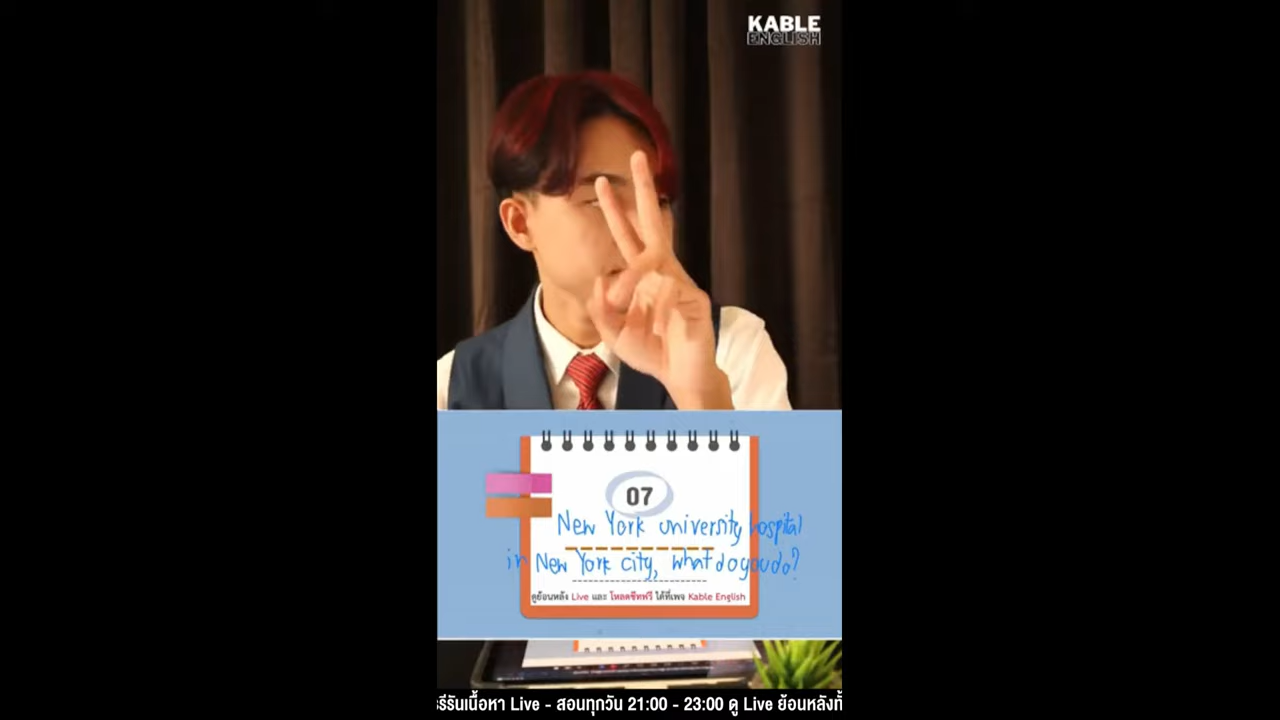 KABLE
ENGLISH
07
New York university hospital
in New York city, what do you do?
ดูย้อนหลัง Live และ โหลดชีทฟรี ได้ที่เพจ Kable English
รีรันเนื้อหา Live - สอนทุกวัน 21:00 - 23:00 ดู Live ย้อนหลัง